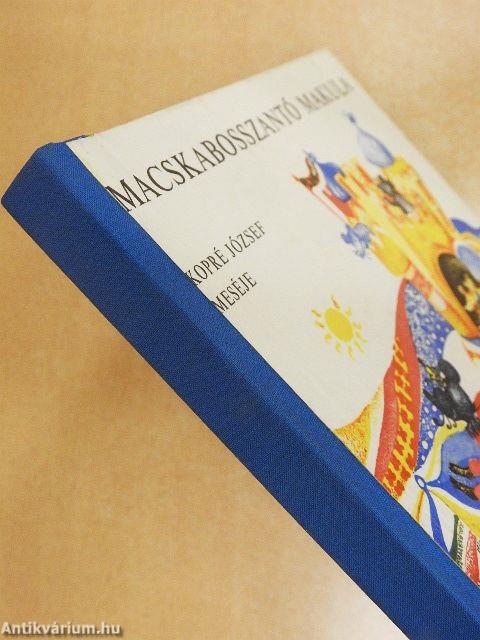 MACSKABOSSZANTÓ MAKULA
KOPRÉ JÓZSEF
MESÉJE
Antikvárium.hu